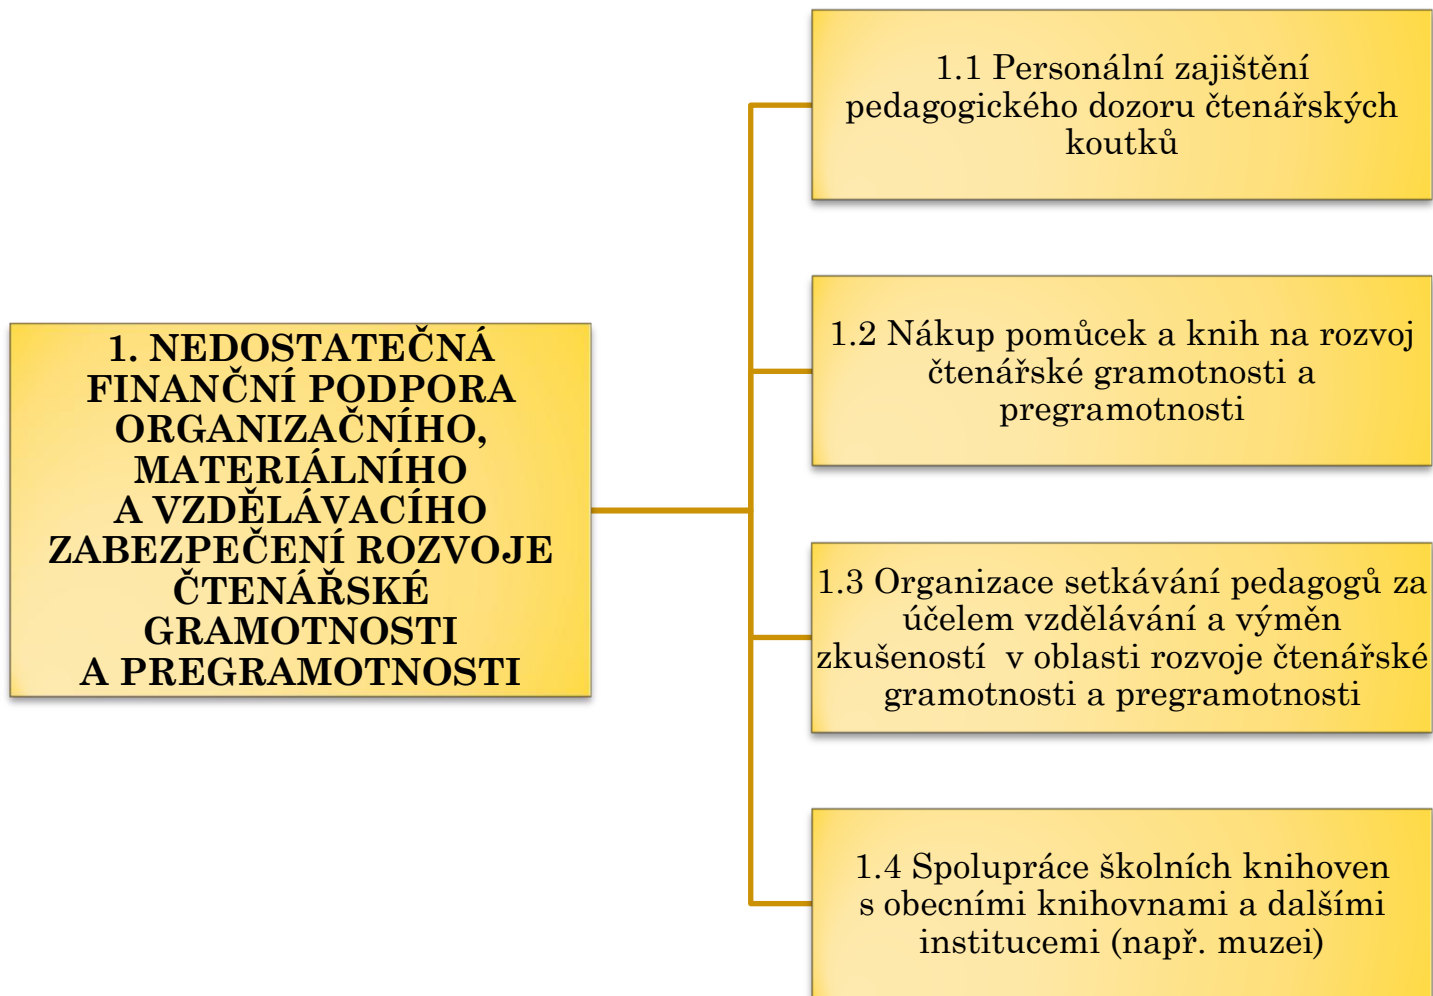 1. NEDOSTATEČNÁ
FINANČNÍ PODPORA
ORGANIZAČNÍHO,
MATERIÁLNÍHO
A VZDĚLÁVACÍHO
ZABEZPEČENÍ ROZVOJE
ČTENÁŘSKÉ
GRAMOTNOSTI
A PREGRAMOTNOSTI
1.1 Personální zajištění
pedagogického dozoru čtenářských
koutků
1.2 Nákup pomůcek a knih na rozvoj
čtenářské gramotnosti a
pregramotnosti
1.3 Organizace setkávání pedagogů za
účelem vzdělávání a výměn
zkušeností  v oblasti rozvoje čtenářské
gramotnosti a pregramotnosti
1.4 Spolupráce školních knihoven
s obecními knihovnami a dalšími
institucemi (např. muzei)